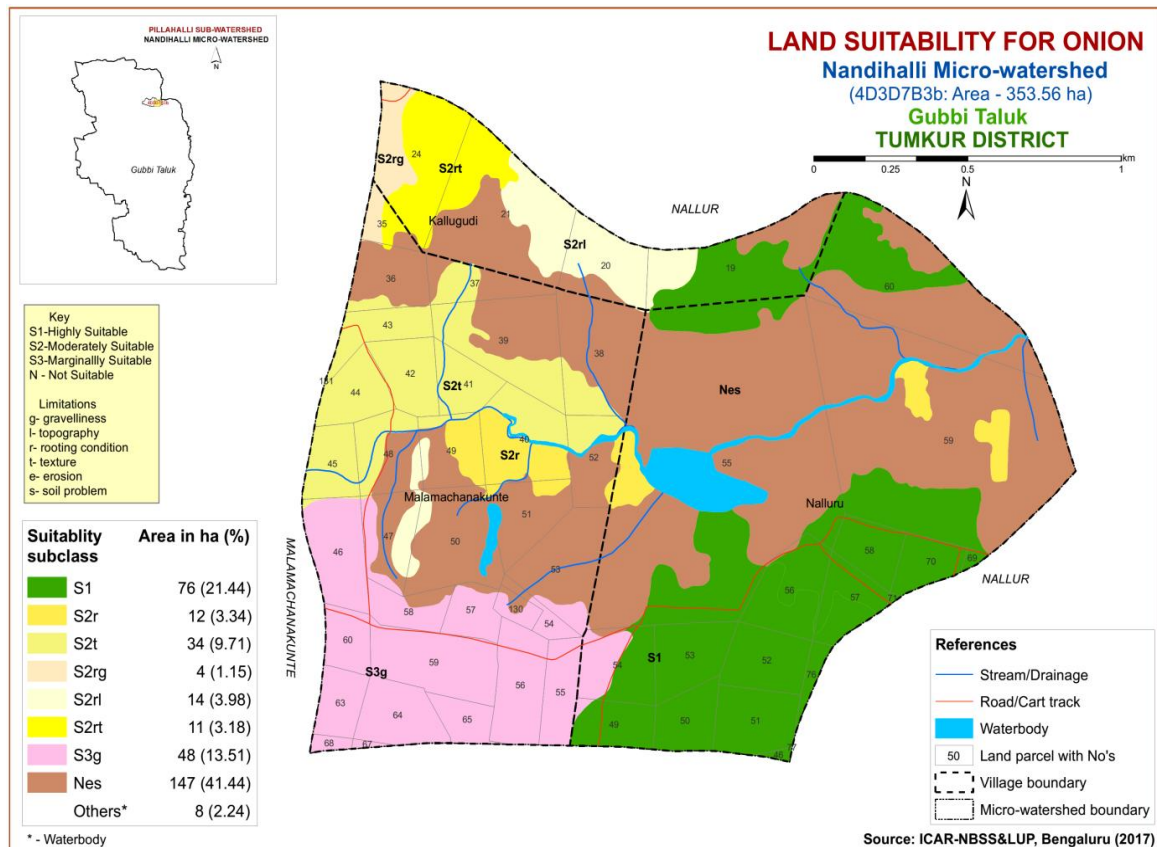 PILLAHALLI SUB-WATERSHED
NANDIHALLI MICRO-WATERSHED
N
Gubbi Taluk
LAND SUITABILITY FOR ONION
Nandihalli Micro-watershed
(4D3D7B3b: Area - 353.56 ha)
Gubbi Taluk
TUMKUR DISTRICT
0 0.25 0.5 1
km
N
Key
S1-Highly Suitable
S2-Moderately Suitable
S3-Marginallly Suitable
N - Not Suitable
Limitations
g- gravelliness
l- topography
r- rooting condition
t- texture
e- erosion
s- soil problem
Suitablity subclass Area in ha (%)
S1 76 (21.44)
S2r 12 (3.34)
S2t 34 (9.71)
S2rg 4 (1.15)
S2rl 14 (3.98)
S2rt 11 (3.18)
S3g 48 (13.51)
Nes 147 (41.44)
Others* 8 (2.24)
* - Waterbody
24
S2rg
S2rt
35
Kallugudi
21
NALLUR
S2rl
20
19
60
36
37
43
39
38
42
S2t
41
44
Nes
40
49
S2r
52
59
45
48
55
Malamachanakunte
Nalluru
51
46
47
50
53
58
70
69
NALLUR
MALAMACHANAKUNTE
56
57
71
58
57
130
54
60
59
S3g
54
S1
53
52
76
56
55
63
64
65
49
50
51
68
67
46
77
References
Stream/Drainage
Road/Cart track
Waterbody
50 Land parcel with No's
Village boundary
Micro-watershed boundary
Source: ICAR-NBSS&LUP, Bengaluru (2017)